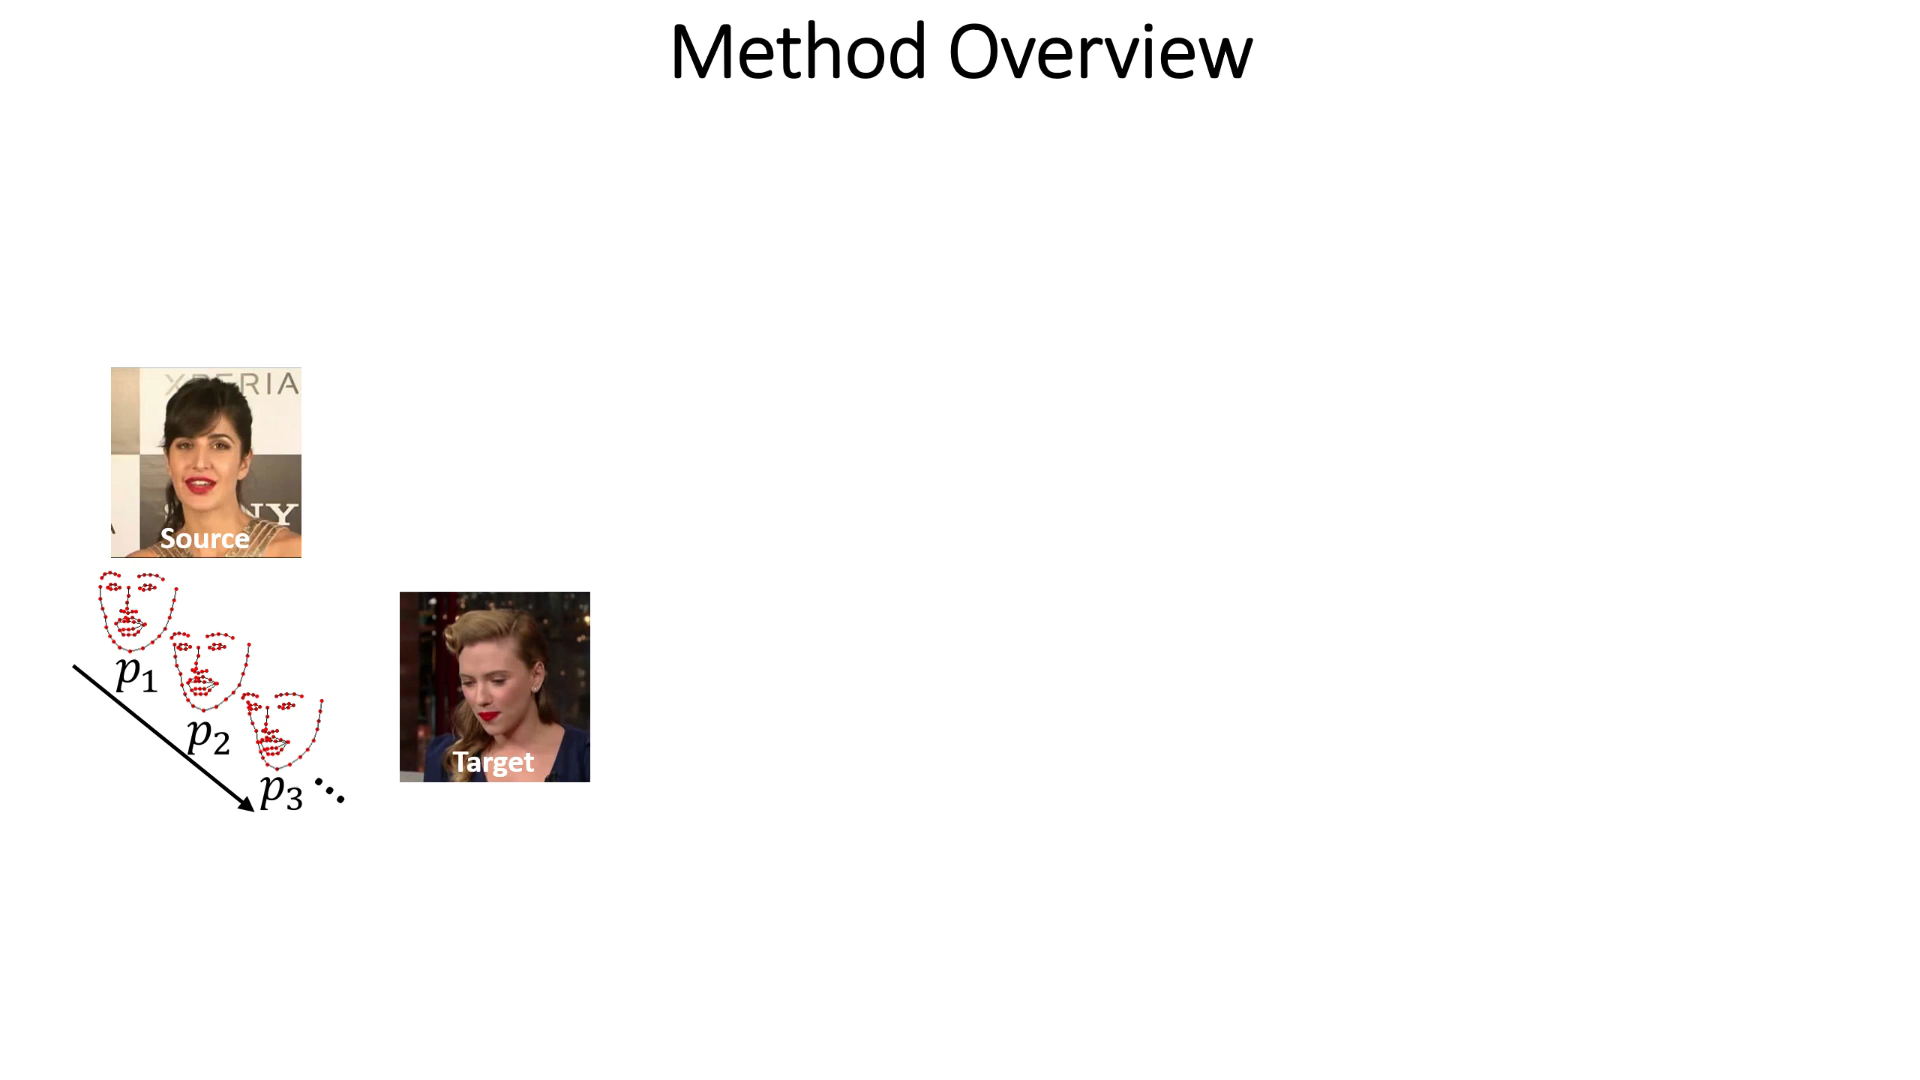 Method Overview
XPERIA
NY
Source
p₁
Target
p₂
p₃